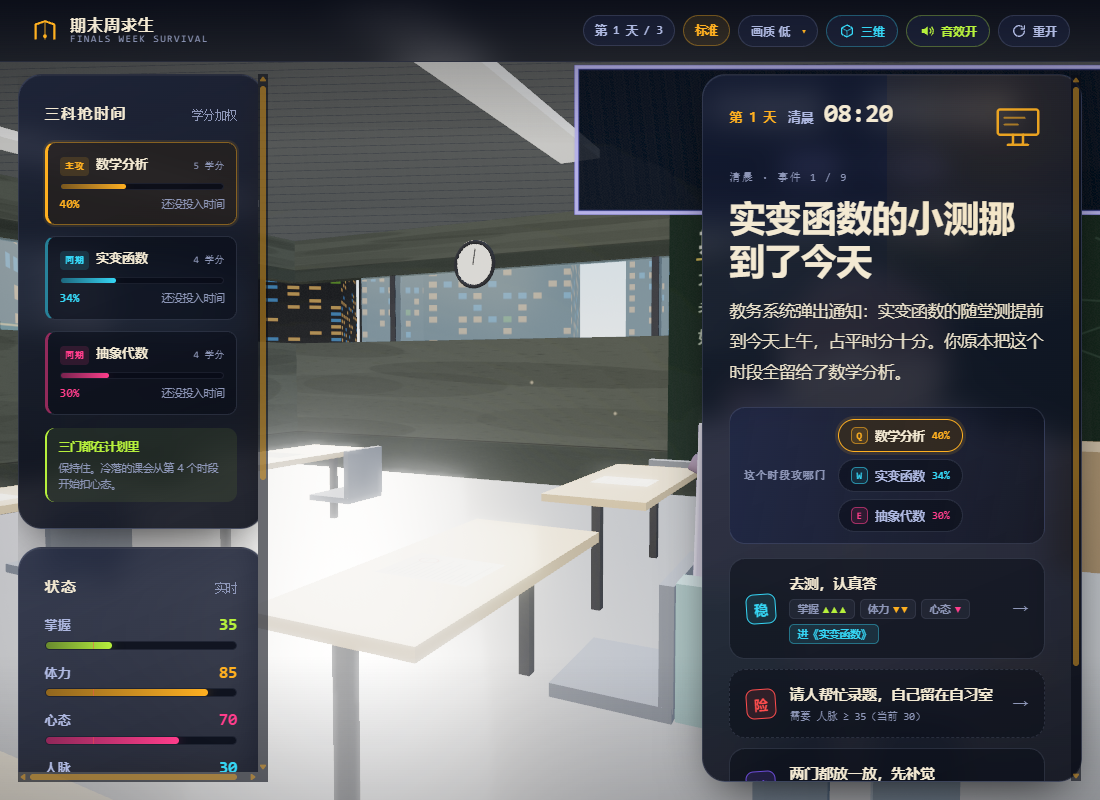 期末周求生
FINALS WEEK SURVIVAL
第 1 天 / 3
标准
画质 低
三维
音效开
重开
三科抢时间
学分加权
主攻 数学分析 5 学分
40% 还没投入时间
同期 实变函数 4 学分
34% 还没投入时间
同期 抽象代数 4 学分
30% 还没投入时间
三门都在计划里
保持住。冷落的课会从第 4 个时段
开始扣心态。
状态 实时
掌握 35
体力 85
心态 70
人脉 30
第 1 天 清晨 08:20
清晨 · 事件 1 / 9
实变函数的小测挪
到了今天
教务系统弹出通知：实变函数的随堂测提前
到今天上午，占平时分十分。你原本把这个
时段全留给了数学分析。
这个时段攻哪门
Q 数学分析 40%
W 实变函数 34%
E 抽象代数 30%
稳
去测，认真答
掌握 ▲▲▲ 体力 ▼▼ 心态 ▼
进《实变函数》
→
险
请人帮忙录题，自己留在自习室
需要 人脉 ≥ 35（当前 30）
→
两门都放一放，先补觉